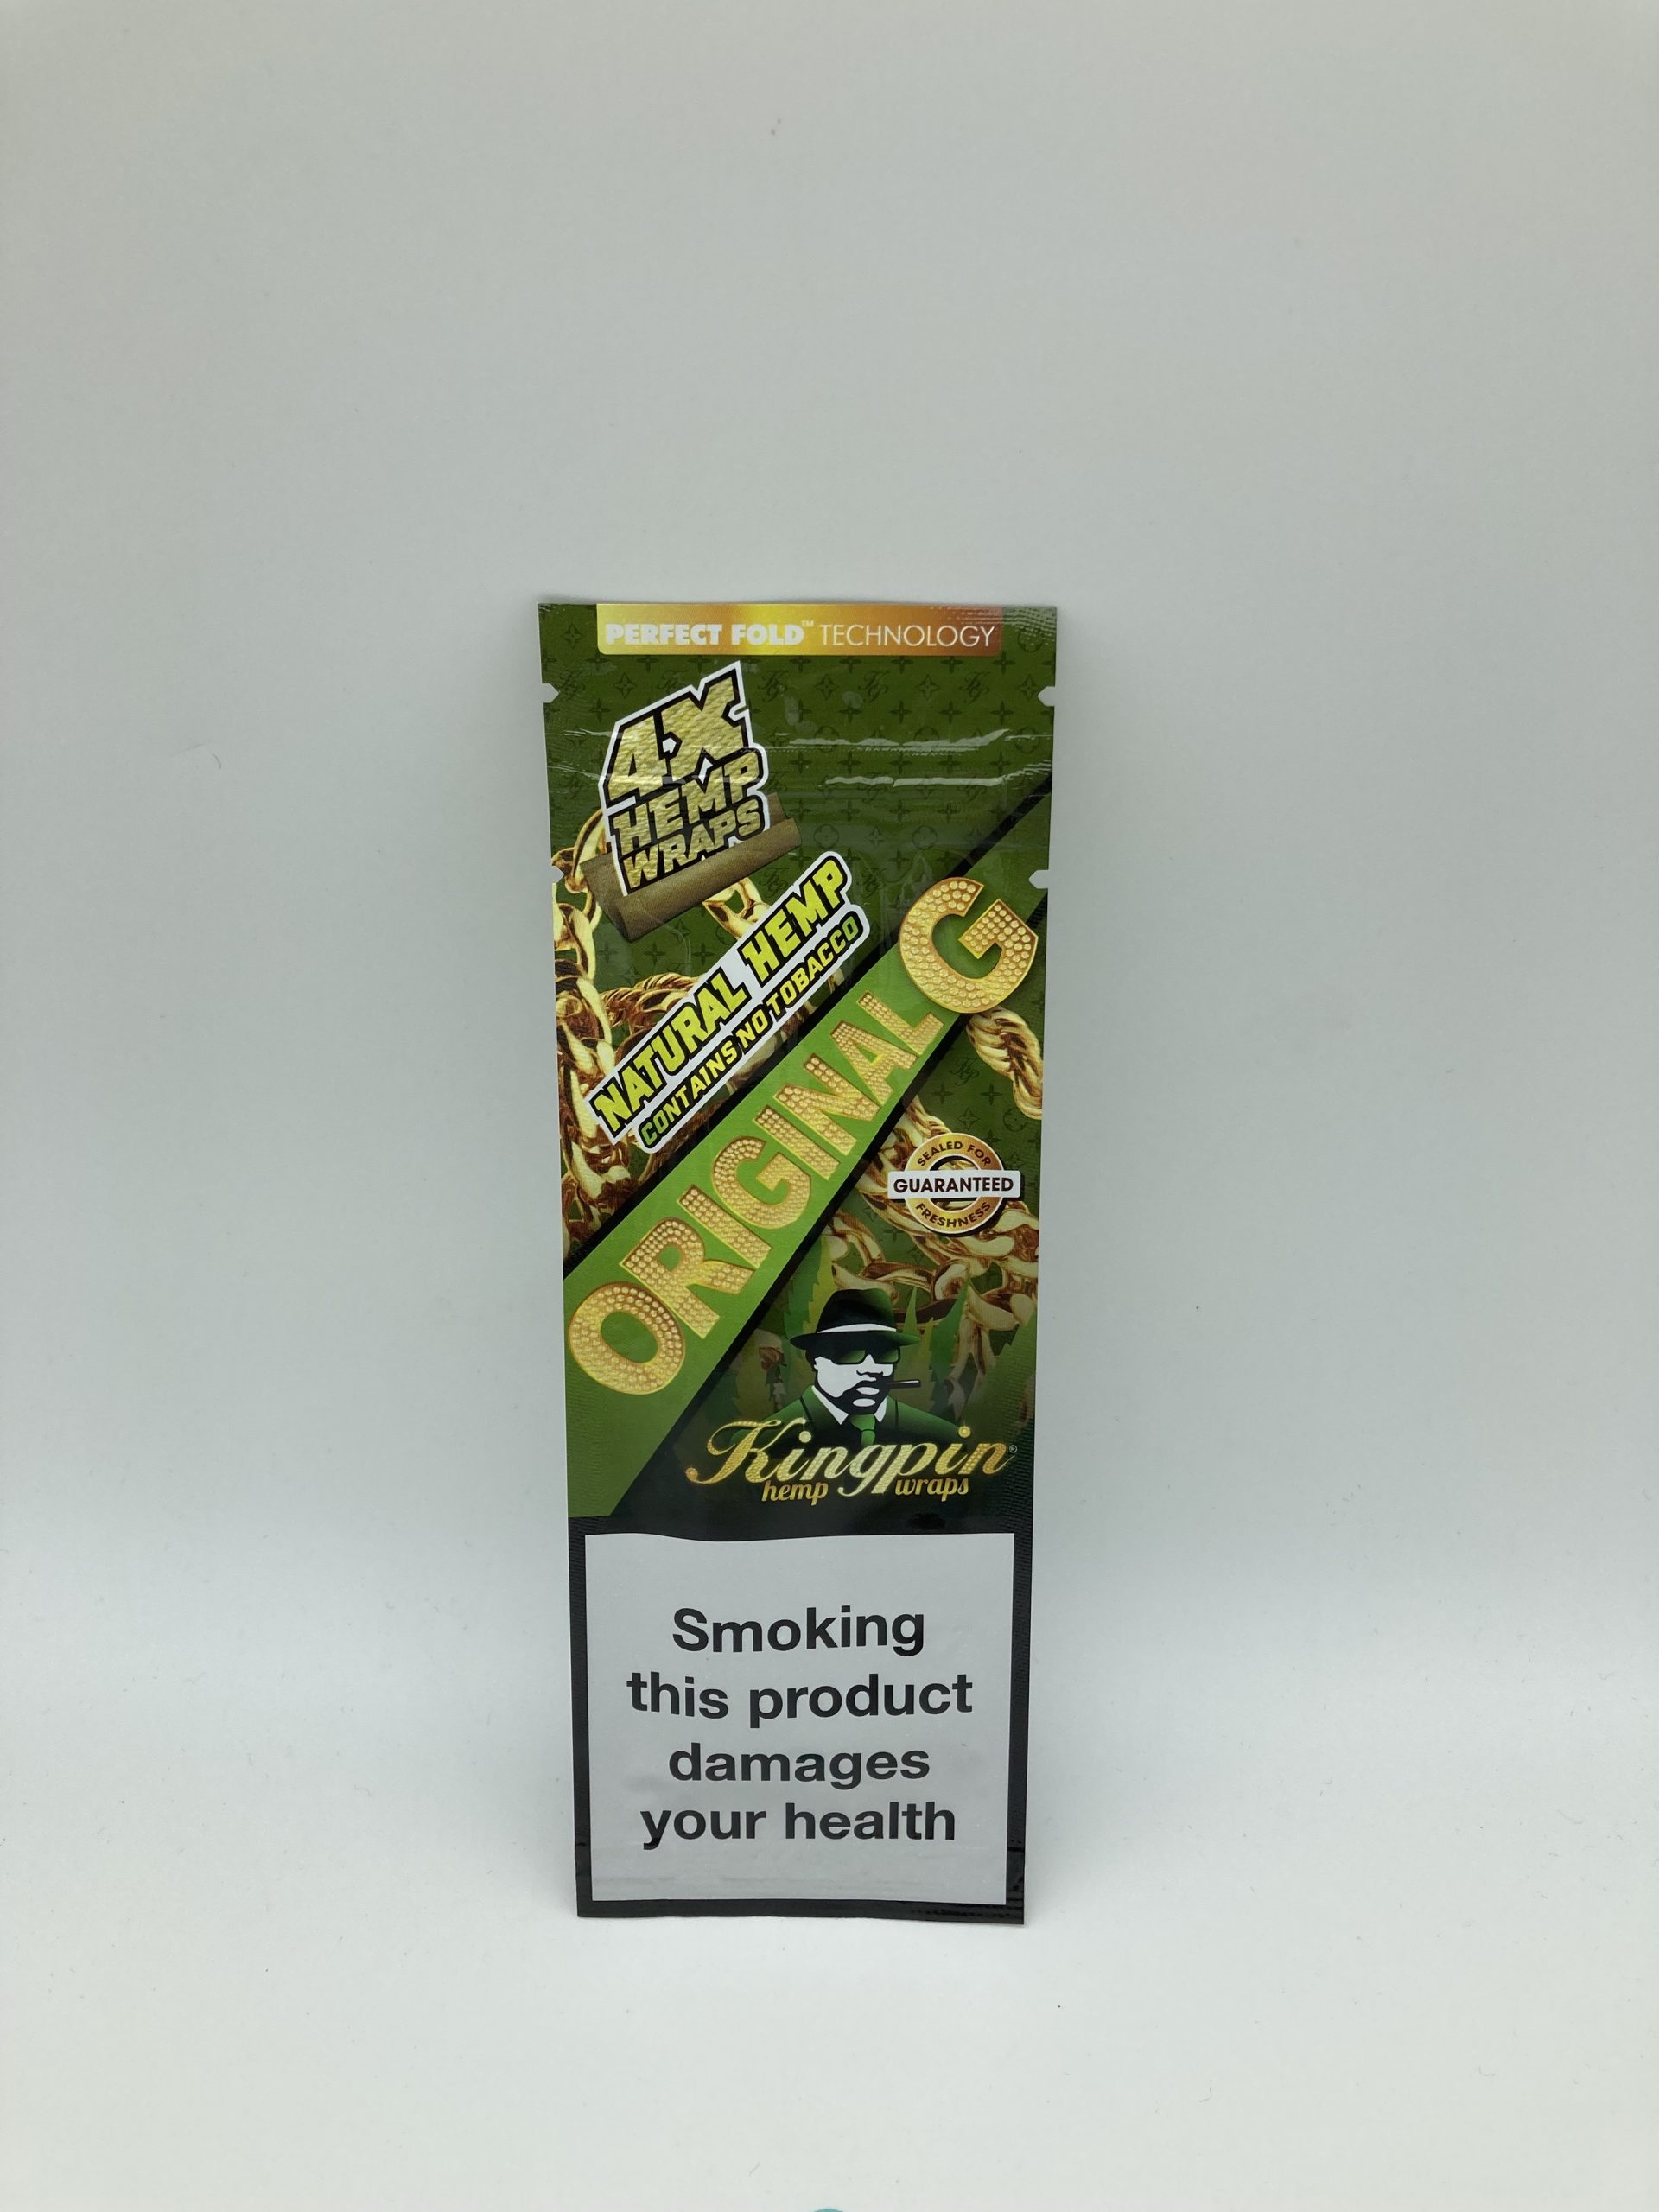 PERFECT FOLD™ TECHNOLOGY
4X
HEMP
WRAPS
NATURAL HEMP
CONTAINS NO TOBACCO
ORIGINAL G
SEALED FOR
GUARANTEED
FRESHNESS
Kingpin®
hemp wraps
Smoking
this product
damages
your health